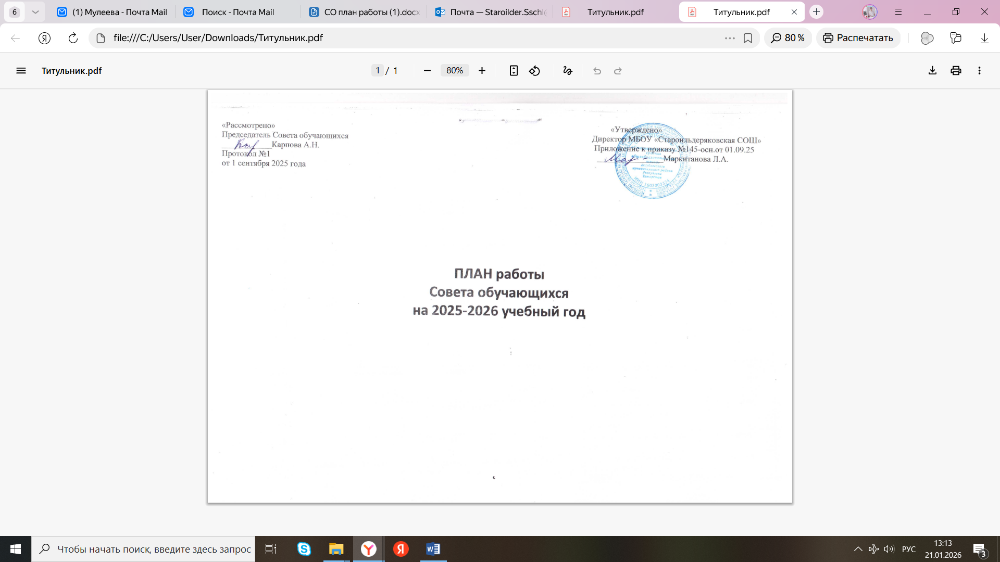 6
(1) Мулеева - Почта Mail
Поиск - Почта Mail
СО план работы (1).docx
Почта — Staroilder.Sschl(
Титульник.pdf
Титульник.pdf
file:///C:/Users/User/Downloads/Титульник.pdf
80 %
Распечатать
Титульник.pdf
1 / 1
80%
«Рассмотрено»
Председатель Совета обучающихся
Карпова А.Н.
Протокол №1
от 1 сентября 2025 года
«Утверждено»
Директор МБОУ «Староильдеряковская СОШ»
Приложение к приказу №145-осн.от 01.09.25
Маркитанова Л.А.
ИНН 1603003324
ПЛАН работы
Совета обучающихся
на 2025-2026 учебный год
Чтобы начать поиск, введите здесь запрос
РУС
13:13
21.01.2026
3